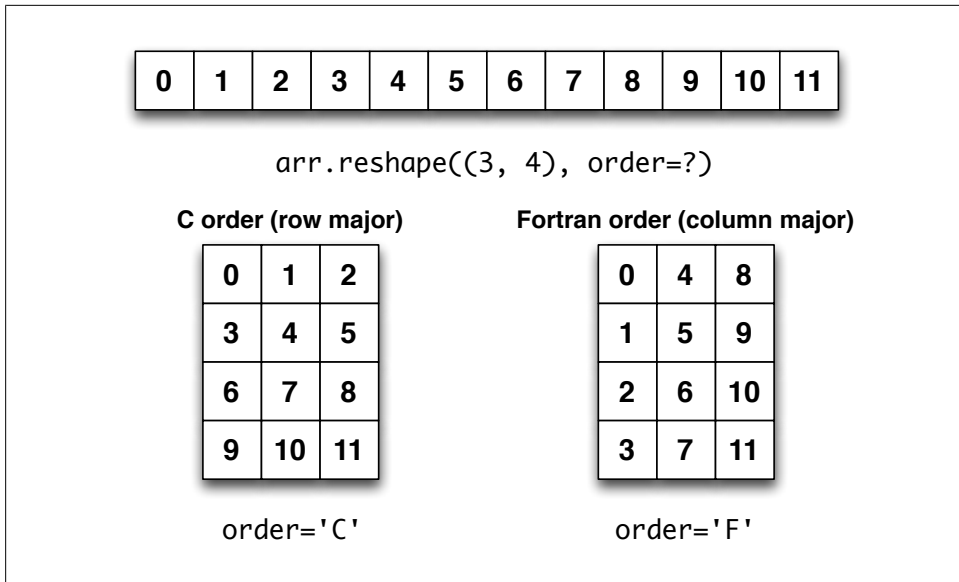 0 1 2 3 4 5 6 7 8 9 10 11
arr.reshape((3, 4), order=?)
C order (row major)
0 1 2
3 4 5
6 7 8
9 10 11
order='C'
Fortran order (column major)
0 4 8
1 5 9
2 6 10
3 7 11
order='F'